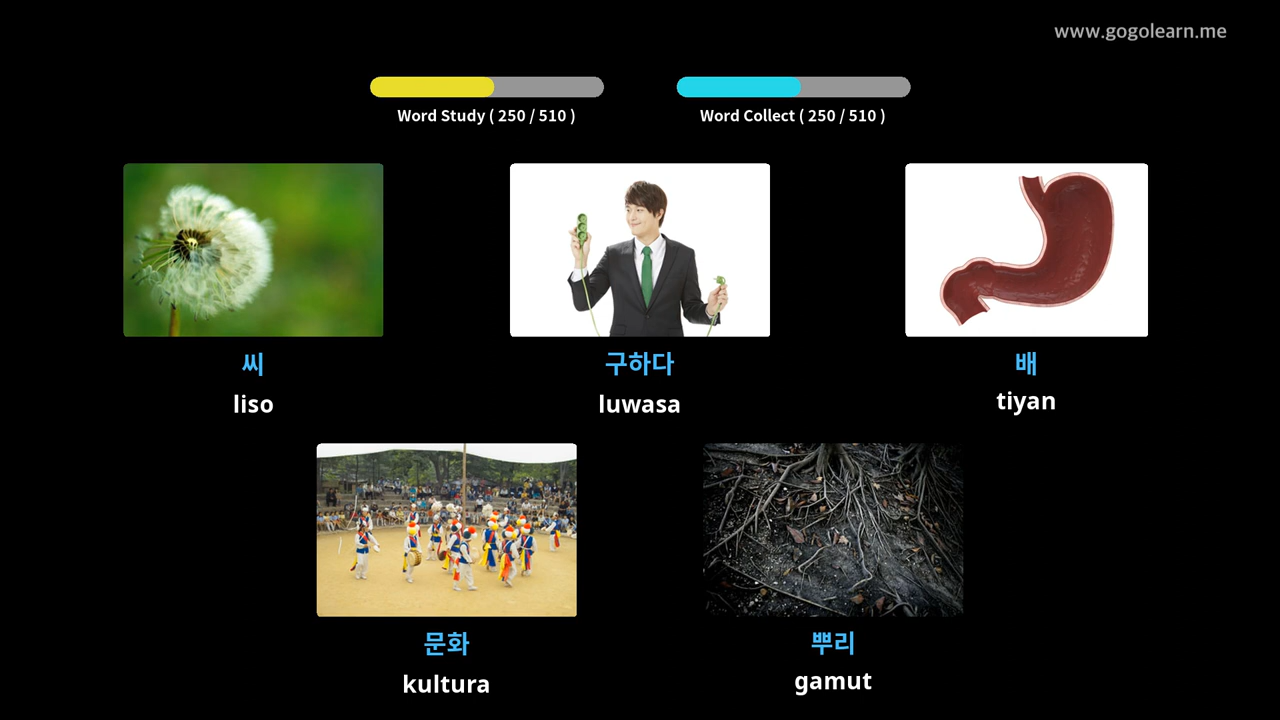 www.gogolearn.me
Word Study ( 250 / 510 )
Word Collect ( 250 / 510 )
씨
liso
구하다
luwasa
배
tiyan
문화
kultura
뿌리
gamut